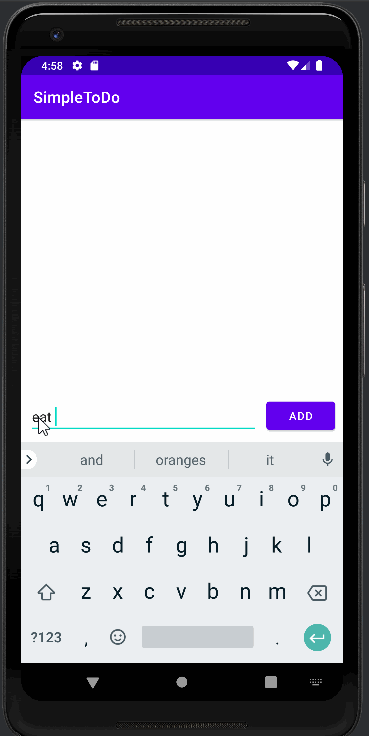 4:58
SimpleToDo
eat
ADD
and oranges it
1 2 3 4 5 6 7 8 9 0
q w e r t y u i o p
a s d f g h j k l
z x c v b n m
?123 , .